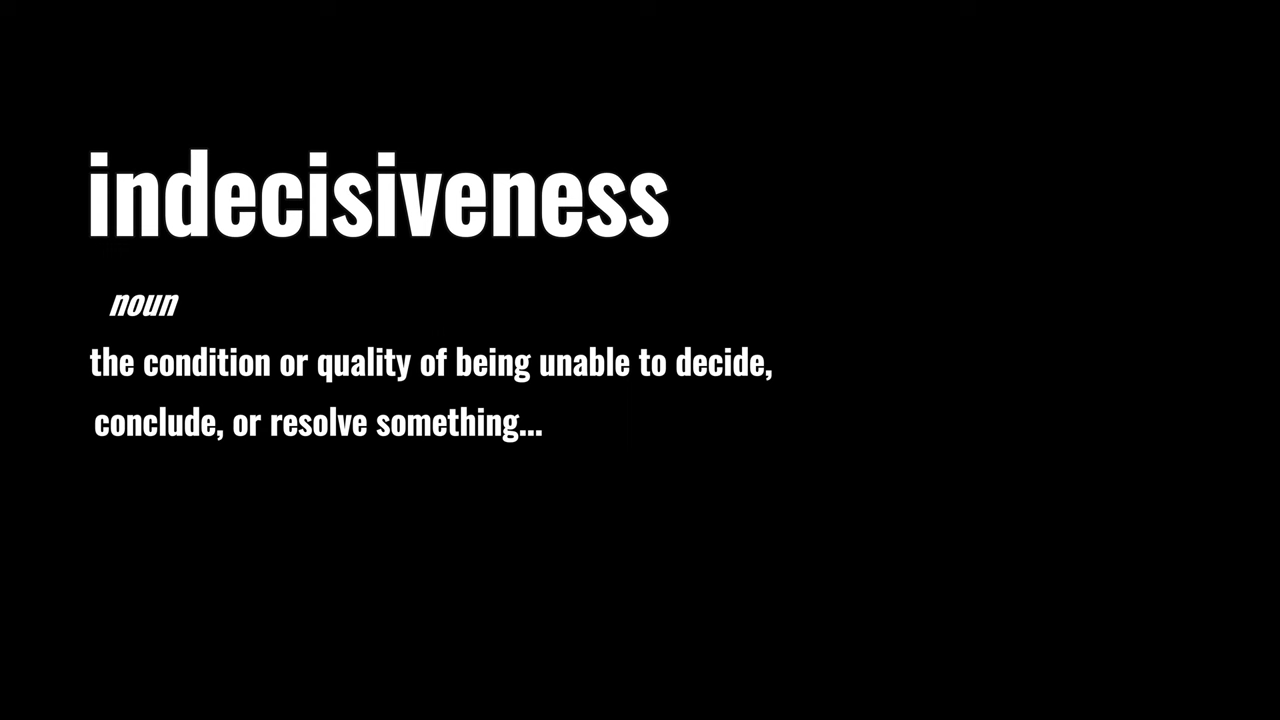 indecisiveness
noun
the condition or quality of being unable to decide,
conclude, or resolve something...